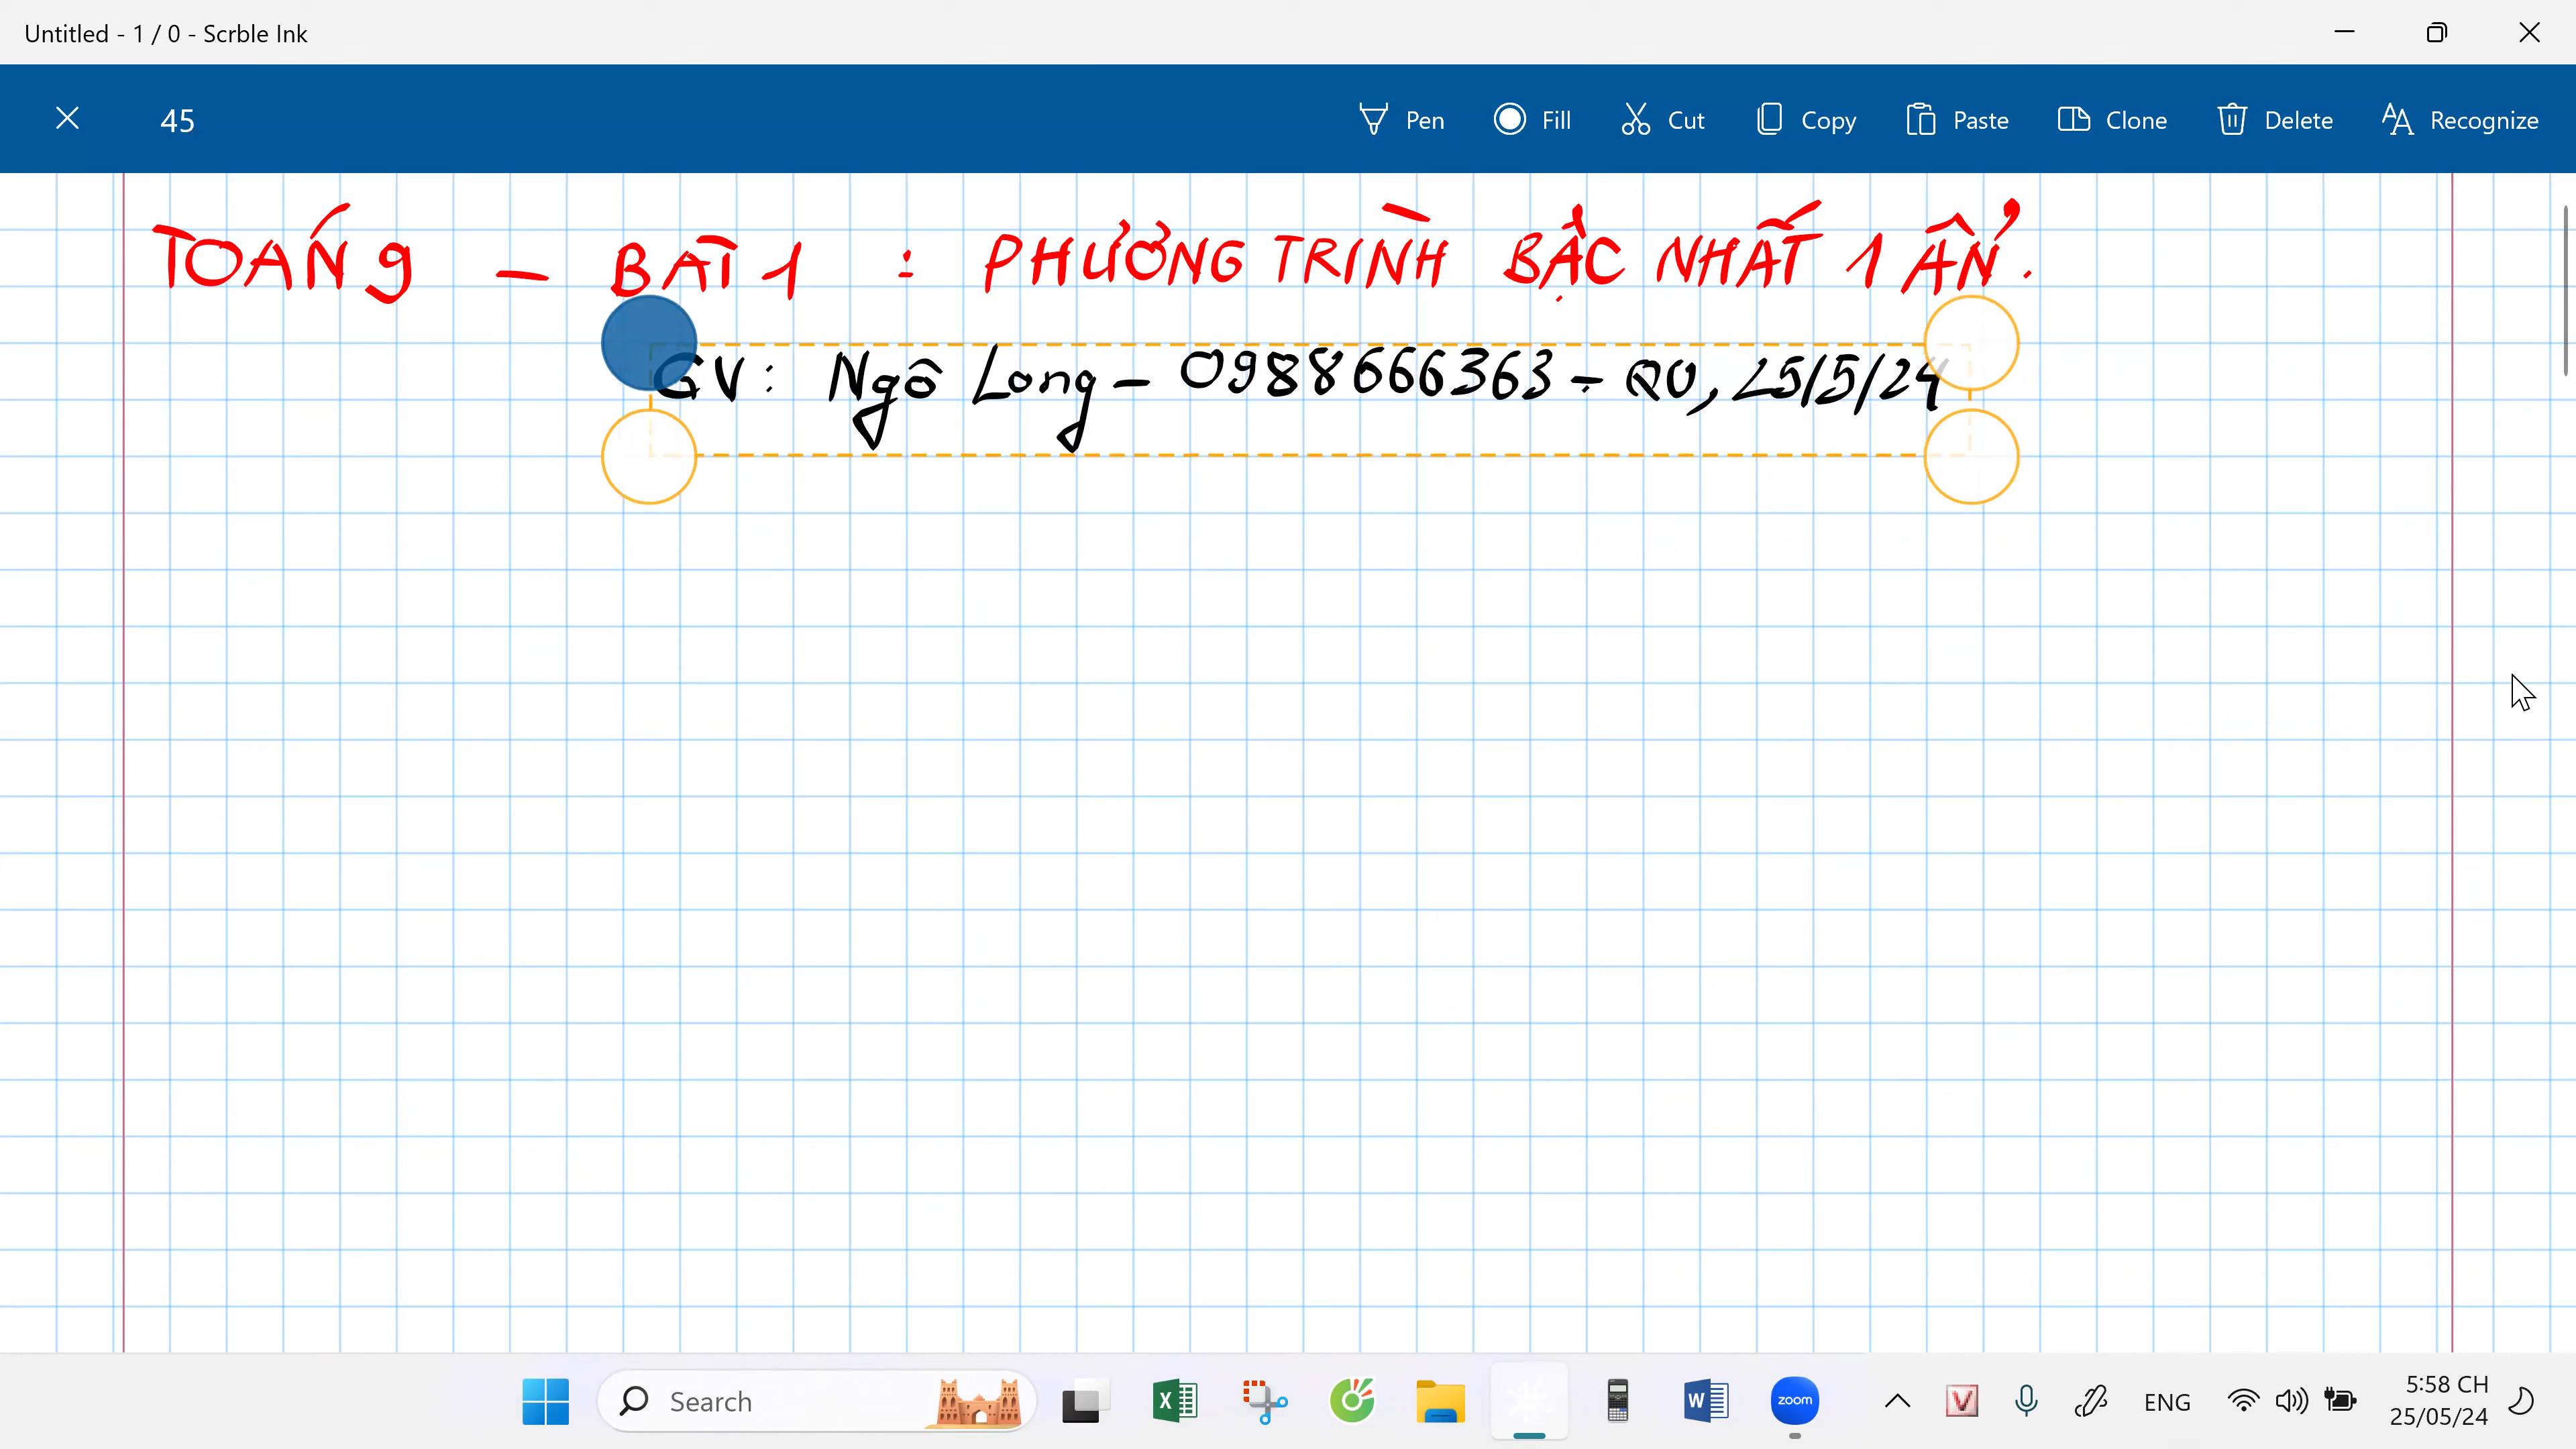 Untitled - 1 / 0 - Scrble Ink
45 Pen Fill Cut Copy Paste Clone Delete Recognize
TOÁN 9 - BÀI 1 : PHƯƠNG TRÌNH BẬC NHẤT 1 ẨN.
GV: Ngô Long - 0988666363 - QO, 25/5/24
Search zoom ENG 5:58 CH
25/05/24